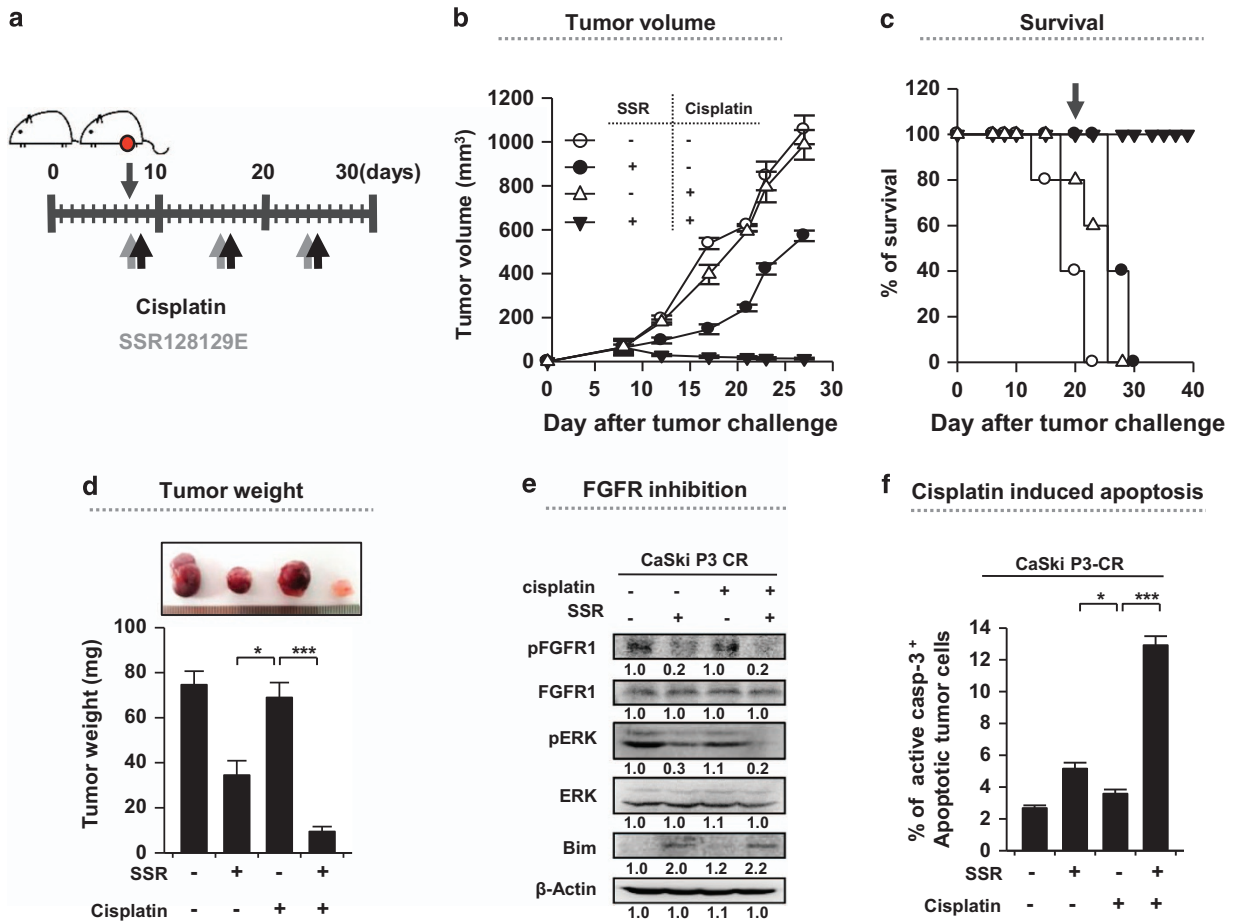 a
0 10 20 30(days)
Cisplatin
SSR128129E
b Tumor volume
Tumor volume (mm3)
1200
1000
800
600
400
200
0
SSR Cisplatin
- -
+ -
- +
+ +
0 5 10 15 20 25 30
Day after tumor challenge
c Survival
% of survival
120
100
80
60
40
20
0
0 10 20 30 40
Day after tumor challenge
d Tumor weight
Tumor weight (mg)
100
80
60
40
20
0
* ***
SSR - + - +
Cisplatin - - + +
e FGFR inhibition
CaSki P3 CR
cisplatin - - + +
SSR - + - +
pFGFR1
1.0 0.2 1.0 0.2
FGFR1
1.0 1.0 1.0 1.0
pERK
1.0 0.3 1.1 0.2
ERK
1.0 1.0 1.1 1.0
Bim
1.0 2.0 1.2 2.2
β-Actin
1.0 1.0 1.1 1.0
f Cisplatin induced apoptosis
CaSki P3-CR
* ***
% of active casp-3+
Apoptotic tumor cells
14
12
10
8
6
4
2
0
SSR - + - +
Cisplatin - - + +